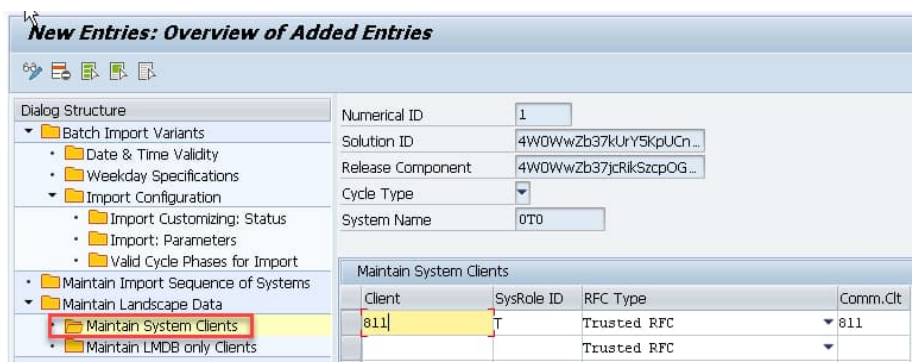 New Entries: Overview of Added Entries
Dialog Structure
Batch Import Variants
Date & Time Validity
Weekday Specifications
Import Configuration
Import Customizing: Status
Import: Parameters
Valid Cycle Phases for Import
Maintain Import Sequence of Systems
Maintain Landscape Data
Maintain System Clients
Maintain LMDB only Clients
Numerical ID 1
Solution ID 4W0WwZb37kUrY5KpUCn...
Release Component 4W0WwZb37jcRikSzcpOG...
Cycle Type
System Name 0T0
Maintain System Clients
Client SysRole ID RFC Type Comm.Clt
811 T Trusted RFC 811
Trusted RFC